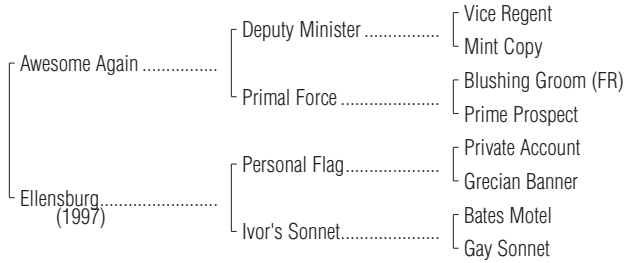 Vice Regent
Deputy Minister ..................
Mint Copy
Awesome Again ...............
Blushing Groom (FR)
Primal Force .......................
Prime Prospect
Private Account
Personal Flag......................
Grecian Banner
Ellensburg........................
(1997)
Bates Motel
Ivor's Sonnet.......................
Gay Sonnet